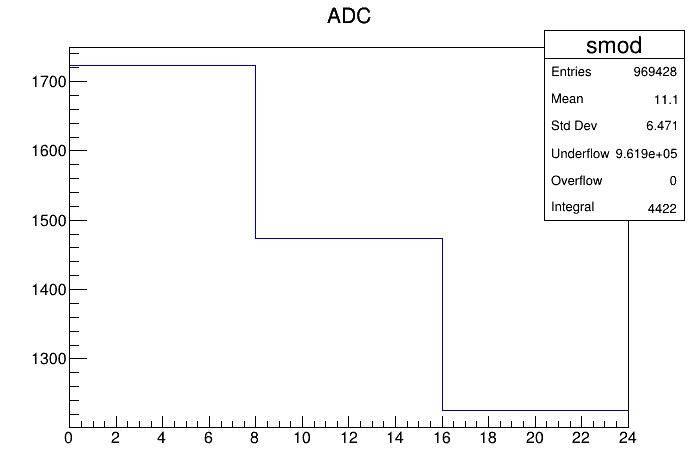 ADC
smod
Entries 969428
Mean 11.1
Std Dev 6.471
Underflow 9.619e+05
Overflow 0
Integral 4422
1700
1600
1500
1400
1300
0 2 4 6 8 10 12 14 16 18 20 22 24